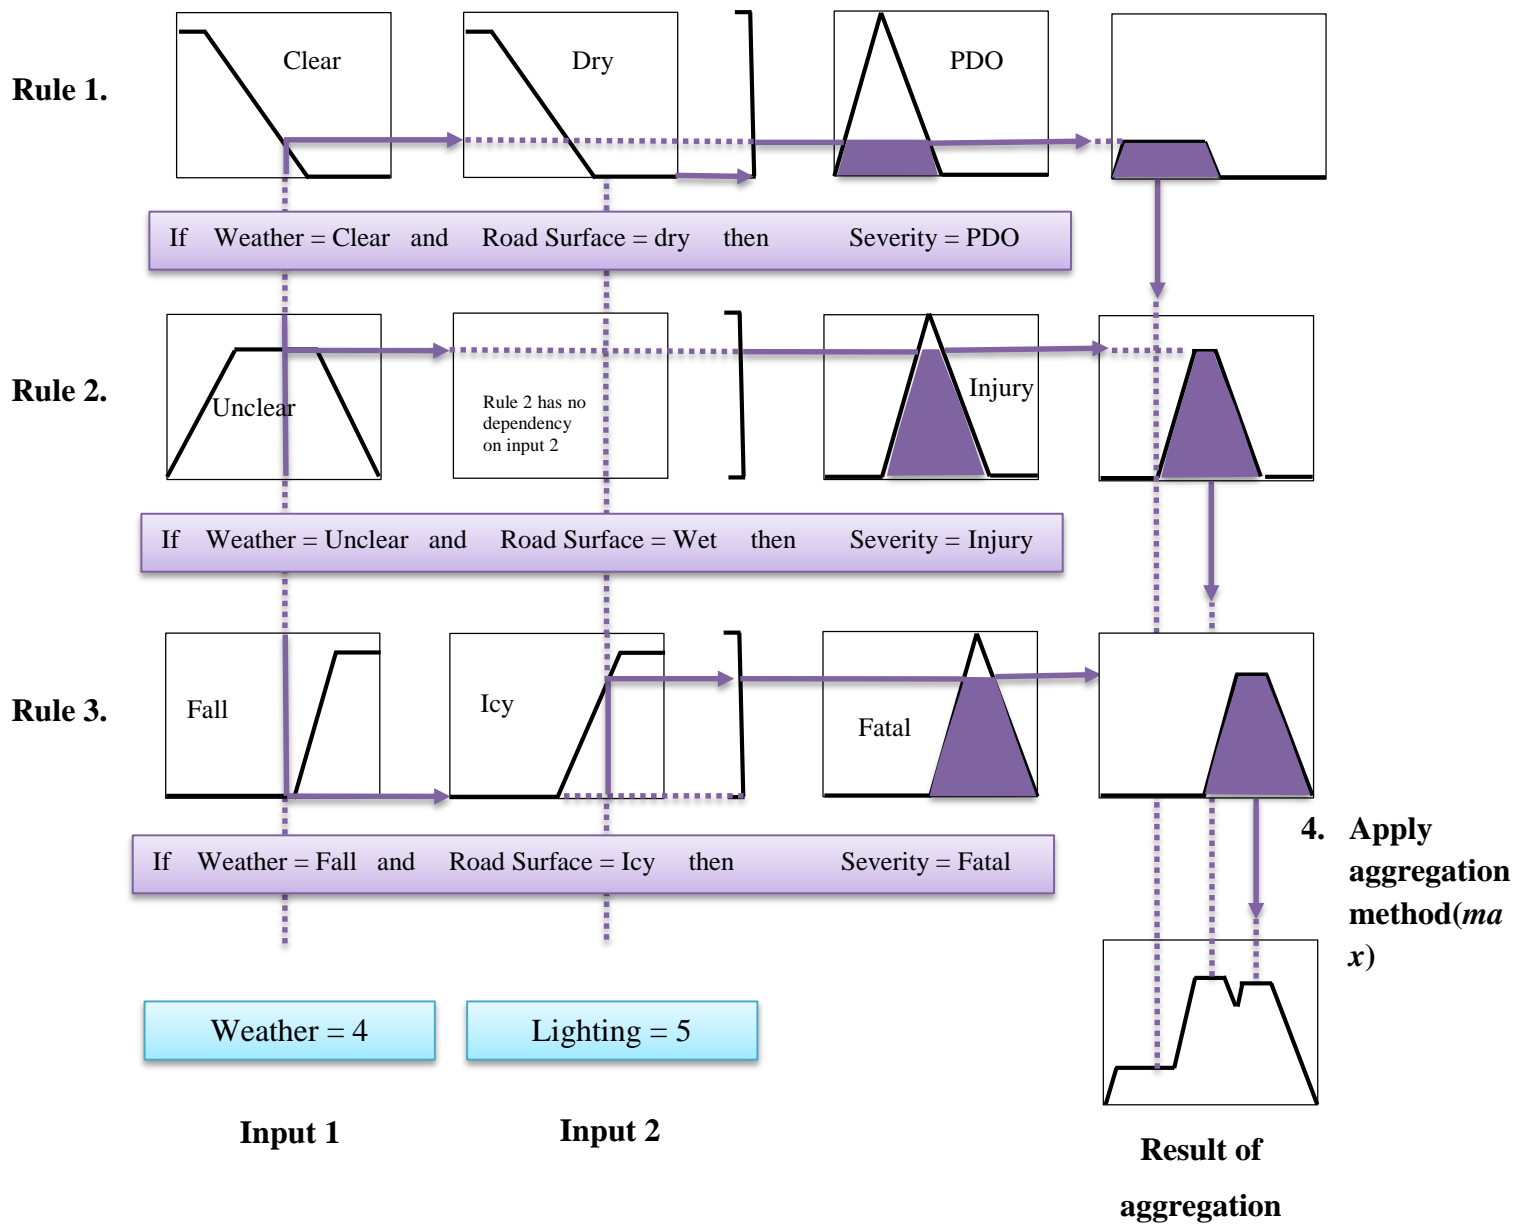 Clear
Dry
PDO
Rule 1.
If Weather = Clear and Road Surface = dry then Severity = PDO
Rule 2.
Unclear
Rule 2 has no
dependency
on input 2
Injury
If Weather = Unclear and Road Surface = Wet then Severity = Injury
Rule 3.
Fall
Icy
Fatal
If Weather = Fall and Road Surface = Icy then Severity = Fatal
4. Apply
aggregation
method(ma
x)
Weather = 4
Lighting = 5
Input 1
Input 2
Result of
aggregation